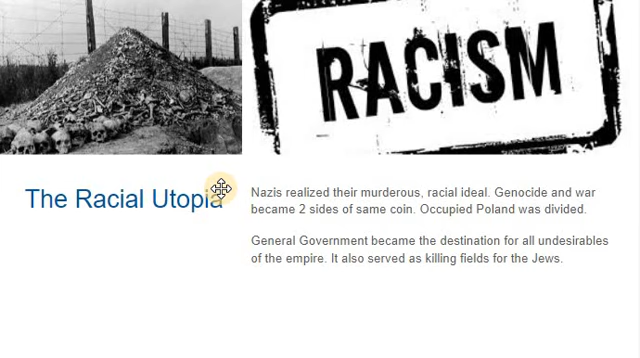 RACISM
The Racial Utopia
Nazis realized their murderous, racial ideal. Genocide and war
became 2 sides of same coin. Occupied Poland was divided.
General Government became the destination for all undesirables
of the empire. It also served as killing fields for the Jews.